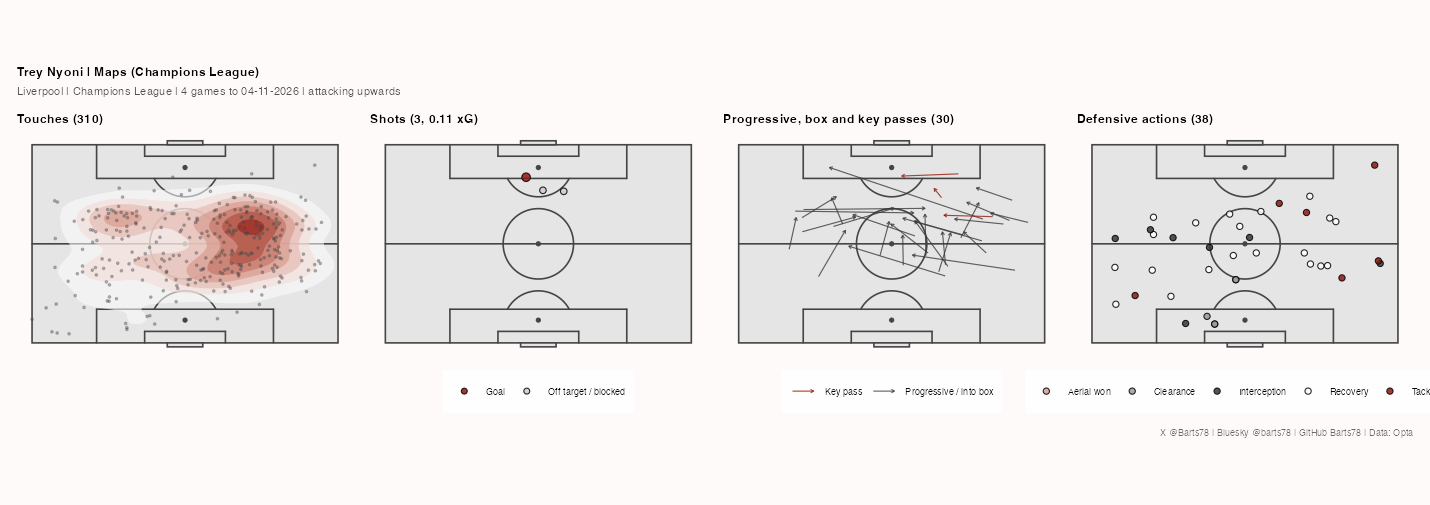 Trey Nyoni | Maps (Champions League)
Liverpool | Champions League | 4 games to 04-11-2026 | attacking upwards
Touches (310)
Shots (3, 0.11 xG)
Progressive, box and key passes (30)
Defensive actions (38)
Goal
Off target / blocked
Key pass
Progressive / into box
Aerial won
Clearance
Interception
Recovery
Tack
X @Barts78 | Bluesky @barts78 | GitHub Barts78 | Data: Opta